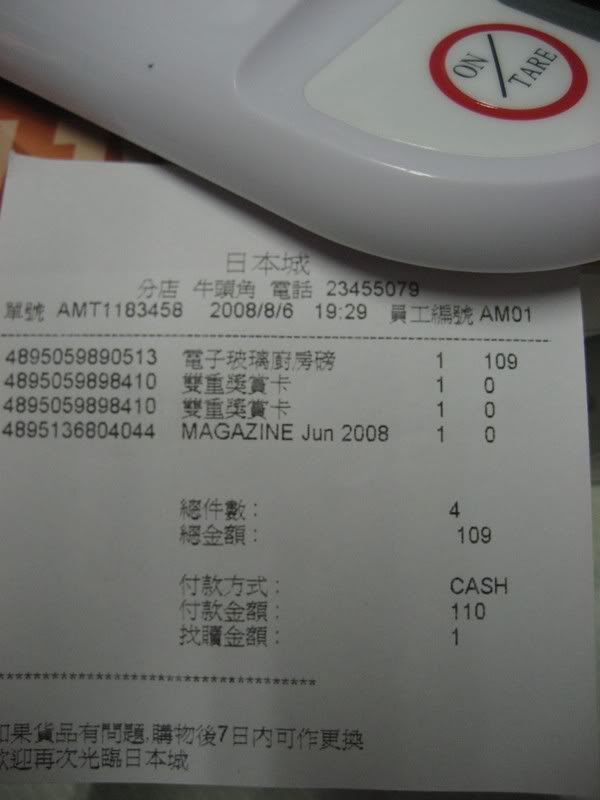 ON / TARE
日本城
分店 牛頭角 電話 23455079
單號 AMT1183458 2008/8/6 19:29 員工編號 AM01
4895059890513 電子玻璃廚房磅 1 109
4895059898410 雙重獎賞卡 1 0
4895059898410 雙重獎賞卡 1 0
4895136804044 MAGAZINE Jun 2008 1 0
總件數： 4
總金額： 109
付款方式： CASH
付款金額： 110
找贖金額： 1
******************************
如果貨品有問題,購物後7日內可作更換
歡迎再次光臨日本城